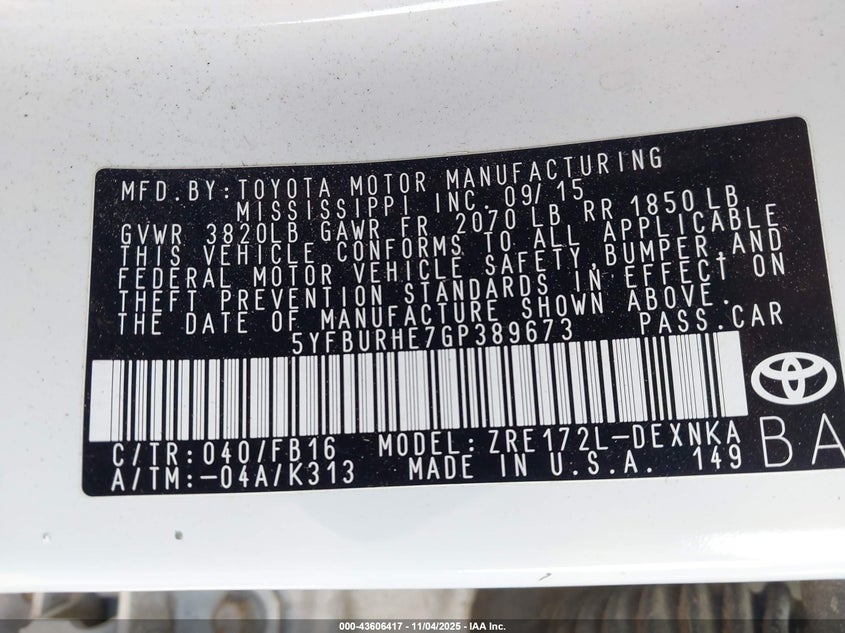 MFD.BY:TOYOTA MOTOR MANUFACTURING
MISSISSIPPI INC. 09/15
GVWR 3820LB GAWR FR 2070 LB RR 1850 LB
THIS VEHICLE CONFORMS TO ALL APPLICABLE
FEDERAL MOTOR VEHICLE SAFETY,BUMPER,AND
THEFT PREVENTION STANDARDS IN EFFECT ON
THE DATE OF MANUFACTURE SHOWN ABOVE.
5YFBURHE7GP389673 PASS.CAR
C/TR:040/FB16 MODEL:ZRE172L-DEXNKA
A/TM:-04A/K313 MADE IN U.S.A. 149
BA
000-43606417 - 11/04/2025 - IAA Inc.